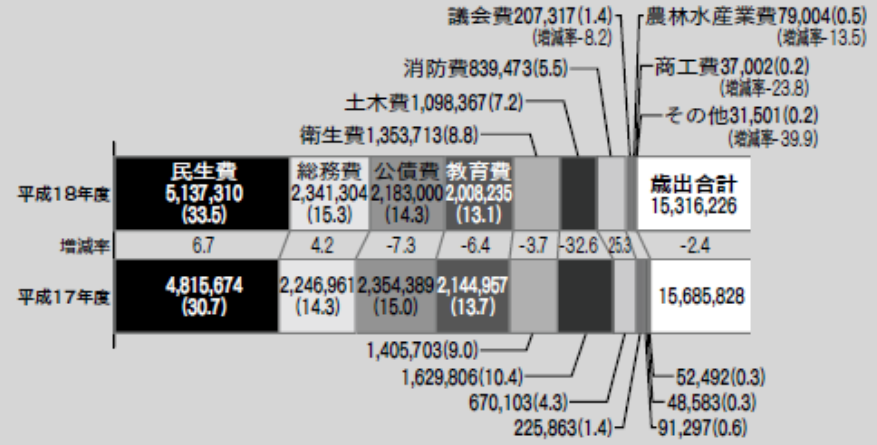 議会費207,317(1.4)
(増減率-8.2)
農林水産業費79,004(0.5)
(増減率-13.5)
消防費839,473(5.5)
商工費37,002(0.2)
(増減率-23.8)
土木費1,098,367(7.2)
その他31,501(0.2)
(増減率-39.9)
衛生費1,353,713(8.8)
平成18年度
民生費
5,137,310
(33.5)
総務費
2,341,304
(15.3)
公債費
2,183,000
(14.3)
教育費
2,008,235
(13.1)
歳出合計
15,316,226
増減率 6.7 4.2 -7.3 -6.4 -3.7 -32.6 25.3 -2.4
平成17年度
4,815,674
(30.7)
2,246,961
(14.3)
2,354,389
(15.0)
2,144,957
(13.7)
15,685,828
1,405,703(9.0)
1,629,806(10.4)
670,103(4.3)
225,863(1.4)
52,492(0.3)
48,583(0.3)
91,297(0.6)